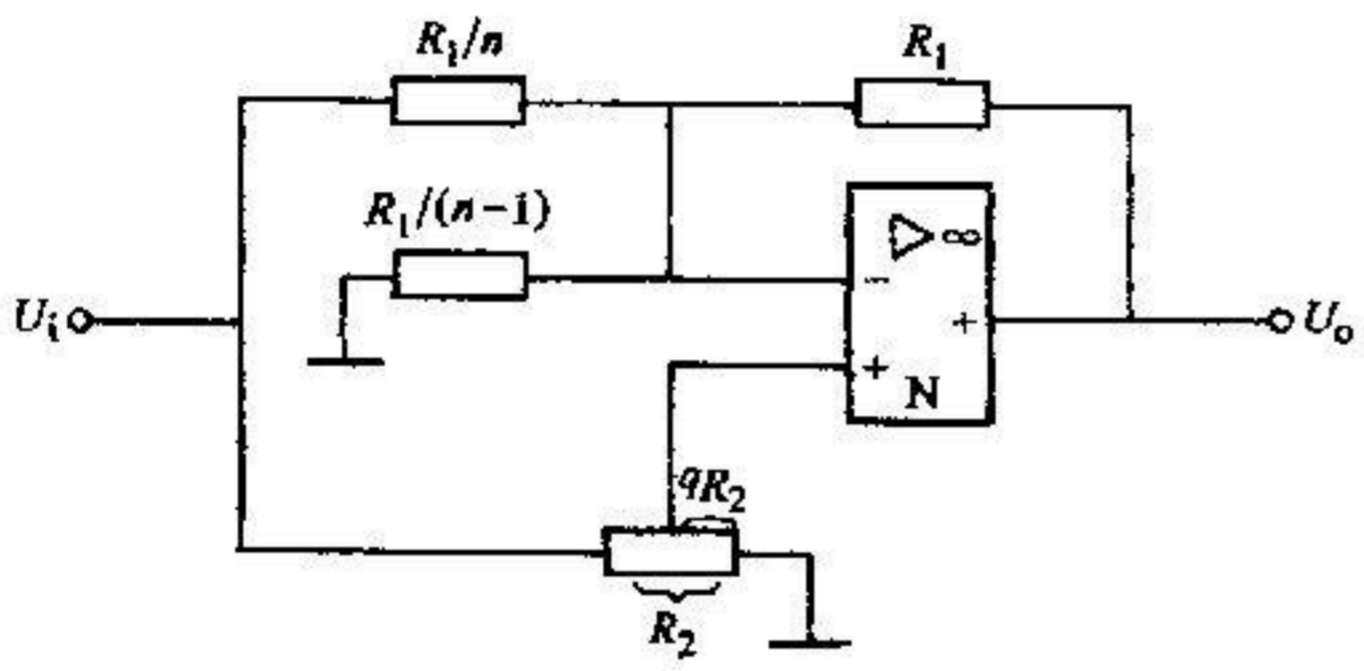 R₁/n
R₁
R₁/(n-1)
▷∞
-
Uᵢ
+
Uₒ
+
N
qR₂
R₂